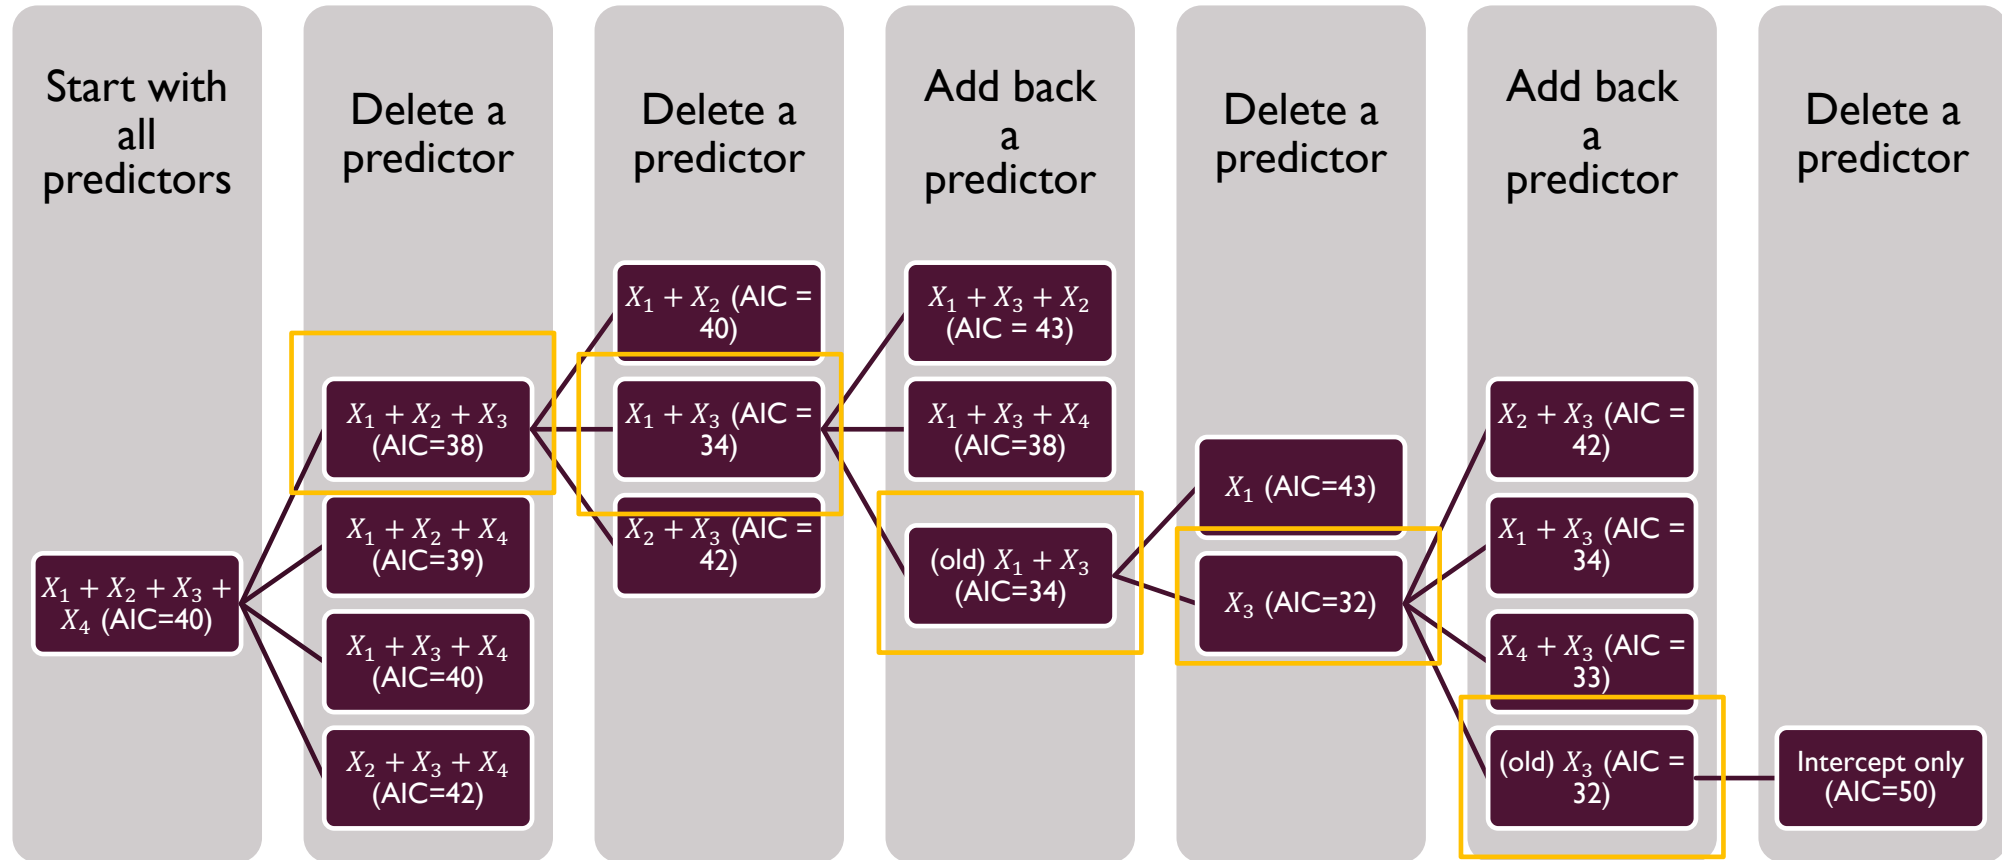 Start with
all
predictors
X₁ + X₂ + X₃ +
X₄ (AIC=40)
Delete a
predictor
X₁ + X₂ + X₃
(AIC=38)
X₁ + X₂ + X₄
(AIC=39)
X₁ + X₃ + X₄
(AIC=40)
X₂ + X₃ + X₄
(AIC=42)
Delete a
predictor
X₁ + X₂ (AIC =
40)
X₁ + X₃ (AIC =
34)
X₂ + X₃ (AIC =
42)
Add back
a
predictor
X₁ + X₃ + X₂
(AIC = 43)
X₁ + X₃ + X₄
(AIC=38)
(old) X₁ + X₃
(AIC=34)
Delete a
predictor
X₁ (AIC=43)
X₃ (AIC=32)
Add back
a
predictor
X₂ + X₃ (AIC =
42)
X₁ + X₃ (AIC =
34)
X₄ + X₃ (AIC =
33)
(old) X₃ (AIC =
32)
Delete a
predictor
Intercept only
(AIC=50)